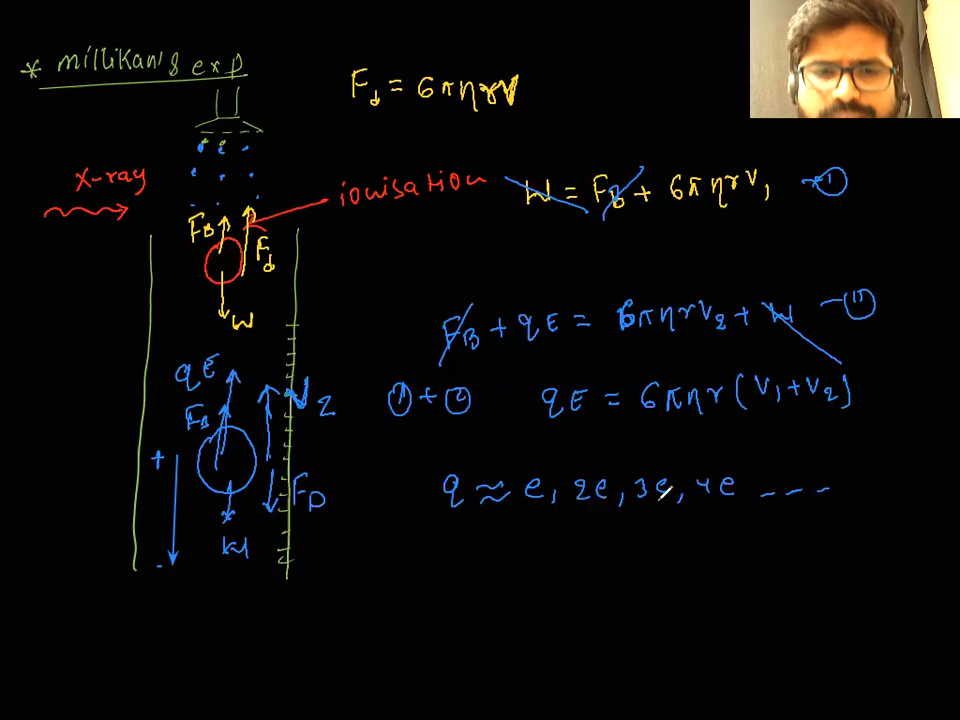 * millikan's exp
F_d = 6πηrv
X-ray
ionisation
W = F_B + 6πηrv₁ — ①
F_B
F_d
W
F_B + qE = 6πηrv₂ + W — ⑪
qE
F_B
V₂
① + ②
qE = 6πηr(v₁+v₂)
+
F_D
q ≈ e, 2e, 3e, 4e - - -
W
-